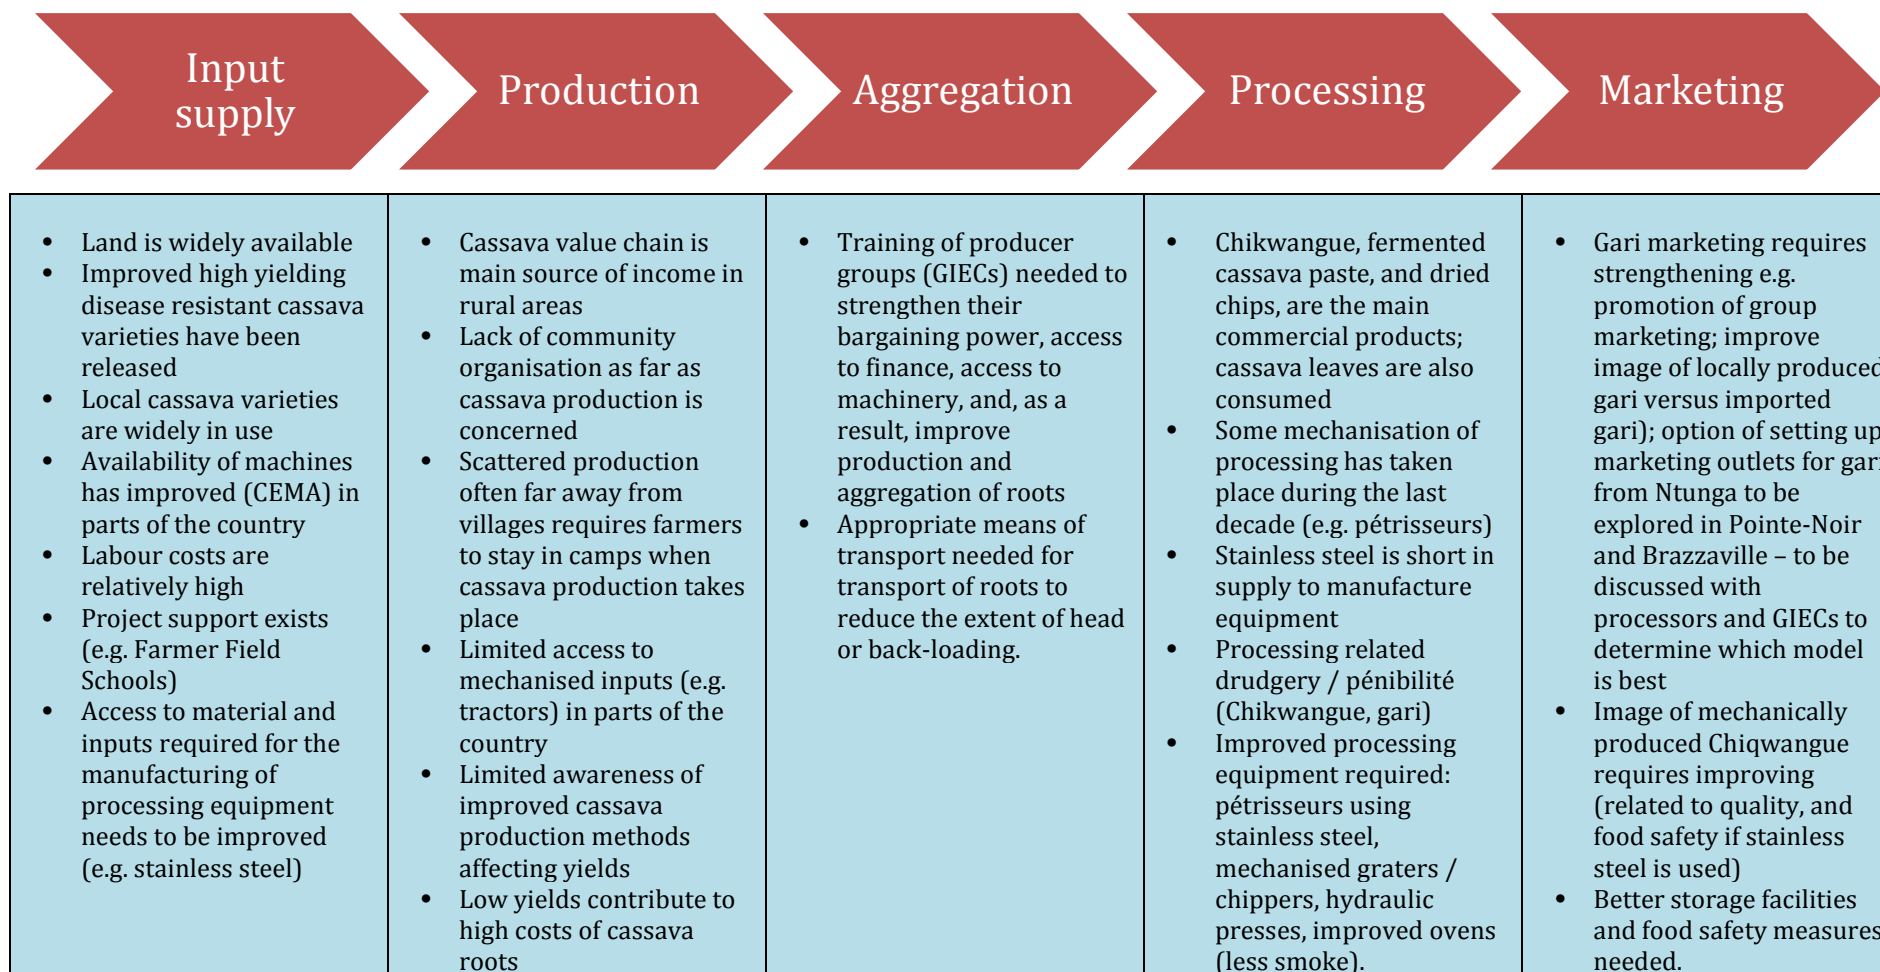 Input
supply
Production
Aggregation
Processing
Marketing
• Land is widely available
• Improved high yielding
disease resistant cassava
varieties have been
released
• Local cassava varieties
are widely in use
• Availability of machines
has improved (CEMA) in
parts of the country
• Labour costs are
relatively high
• Project support exists
(e.g. Farmer Field
Schools)
• Access to material and
inputs required for the
manufacturing of
processing equipment
needs to be improved
(e.g. stainless steel)
• Cassava value chain is
main source of income in
rural areas
• Lack of community
organisation as far as
cassava production is
concerned
• Scattered production
often far away from
villages requires farmers
to stay in camps when
cassava production takes
place
• Limited access to
mechanised inputs (e.g.
tractors) in parts of the
country
• Limited awareness of
improved cassava
production methods
affecting yields
• Low yields contribute to
high costs of cassava
roots
• Training of producer
groups (GIECs) needed to
strengthen their
bargaining power, access
to finance, access to
machinery, and, as a
result, improve
production and
aggregation of roots
• Appropriate means of
transport needed for
transport of roots to
reduce the extent of head
or back-loading.
• Chikwangue, fermented
cassava paste, and dried
chips, are the main
commercial products;
cassava leaves are also
consumed
• Some mechanisation of
processing has taken
place during the last
decade (e.g. pétrisseurs)
• Stainless steel is short in
supply to manufacture
equipment
• Processing related
drudgery / pénibilité
(Chikwangue, gari)
• Improved processing
equipment required:
pétrisseurs using
stainless steel,
mechanised graters /
chippers, hydraulic
presses, improved ovens
(less smoke).
• Gari marketing requires
strengthening e.g.
promotion of group
marketing; improve
image of locally produced
gari versus imported
gari); option of setting up
marketing outlets for gari
from Ntunga to be
explored in Pointe-Noir
and Brazzaville – to be
discussed with
processors and GIECs to
determine which model
is best
• Image of mechanically
produced Chiqwangue
requires improving
(related to quality, and
food safety if stainless
steel is used)
• Better storage facilities
and food safety measures
needed.